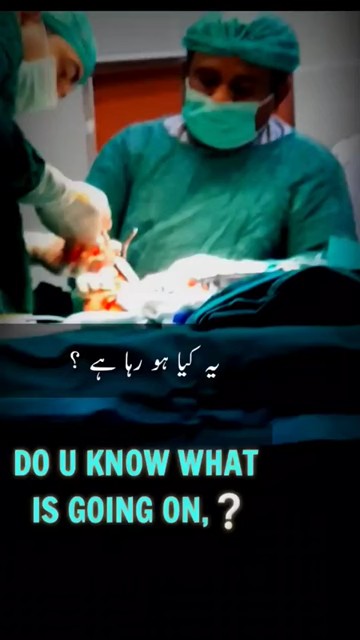 یہ کیا ہو رہا ہے ؟
DO U KNOW WHAT
IS GOING ON,?